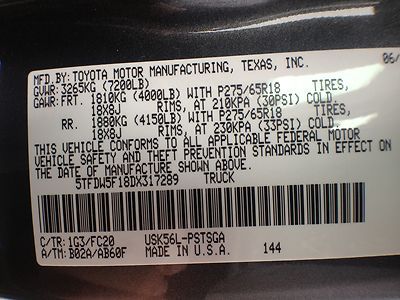 MFD.BY:TOYOTA MOTOR MANUFACTURING, TEXAS, INC. 06/
GVWR:3265KG (7200LB)
GAWR:FRT. 1810KG (4000LB) WITH P275/65R18 TIRES,
18X8J RIMS, AT 210KPA (30PSI) COLD
RR. 1880KG (4150LB) WITH P275/65R18 TIRES,
18X8J RIMS, AT 230KPA (33PSI) COLD
THIS VEHICLE CONFORMS TO ALL APPLICABLE FEDERAL MOTOR
VEHICLE SAFETY AND THEFT PREVENTION STANDARDS IN EFFECT ON
THE DATE OF MANUFACTURE SHOWN ABOVE.
5TFDW5F18DX317289 TRUCK
C/TR:1G3/FC20 USK56L-PSTSGA
A/TM:B02A/AB60F MADE IN U.S.A. 144